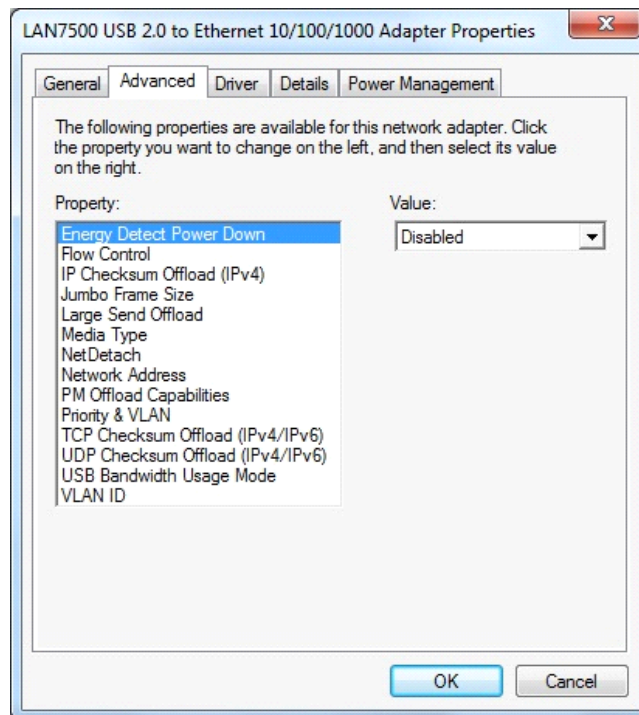 LAN7500 USB 2.0 to Ethernet 10/100/1000 Adapter Properties
General Advanced Driver Details Power Management
The following properties are available for this network adapter. Click
the property you want to change on the left, and then select its value
on the right.
Property:
Value:
Energy Detect Power Down
Disabled
Flow Control
IP Checksum Offload (IPv4)
Jumbo Frame Size
Large Send Offload
Media Type
NetDetach
Network Address
PM Offload Capabilities
Priority & VLAN
TCP Checksum Offload (IPv4/IPv6)
UDP Checksum Offload (IPv4/IPv6)
USB Bandwidth Usage Mode
VLAN ID
OK Cancel